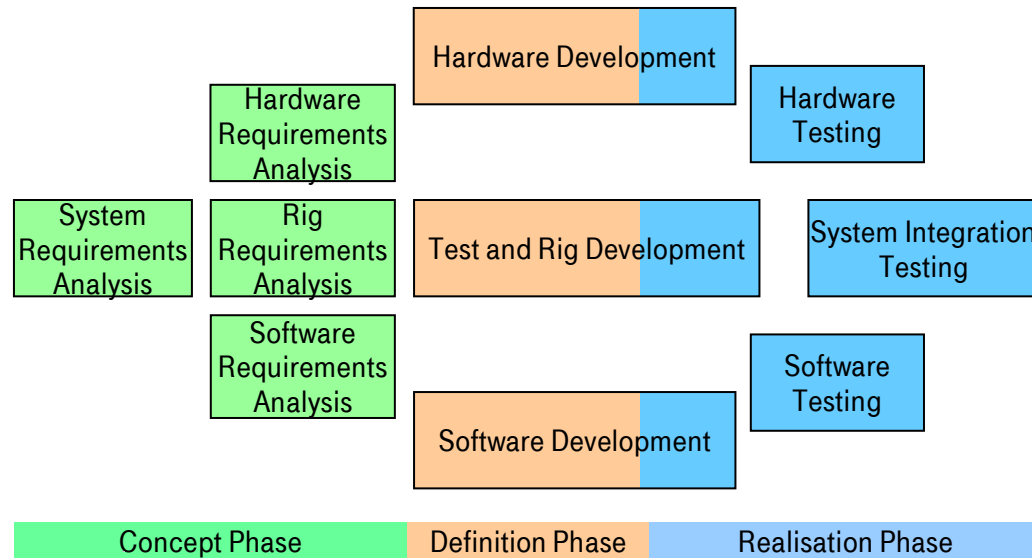 Hardware Development
Hardware
Requirements
Analysis
Hardware
Testing
System
Requirements
Analysis
Rig
Requirements
Analysis
Test and Rig Development
System Integration
Testing
Software
Requirements
Analysis
Software
Testing
Software Development
Concept Phase
Definition Phase
Realisation Phase